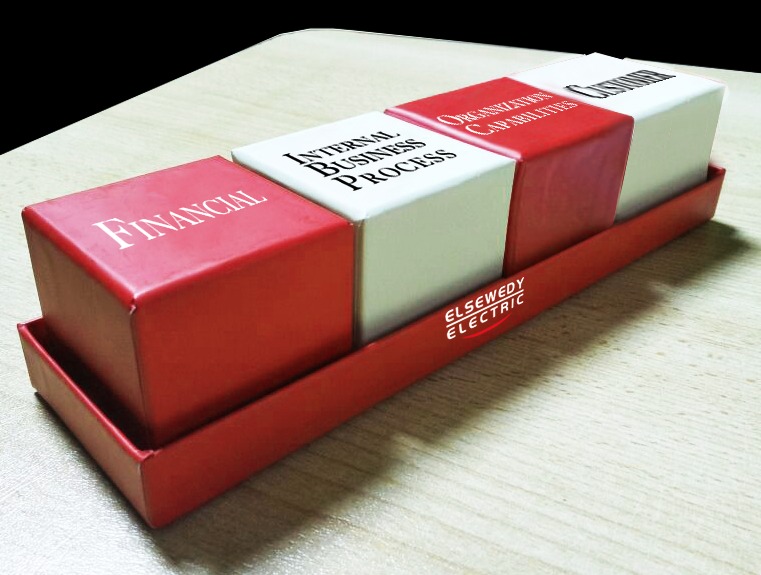 FINANCIAL
INTERNAL
BUSINESS
PROCESS
ORGANIZATION
CAPABILITIES
CUSTOMER
ELSEWEDY
ELECTRIC